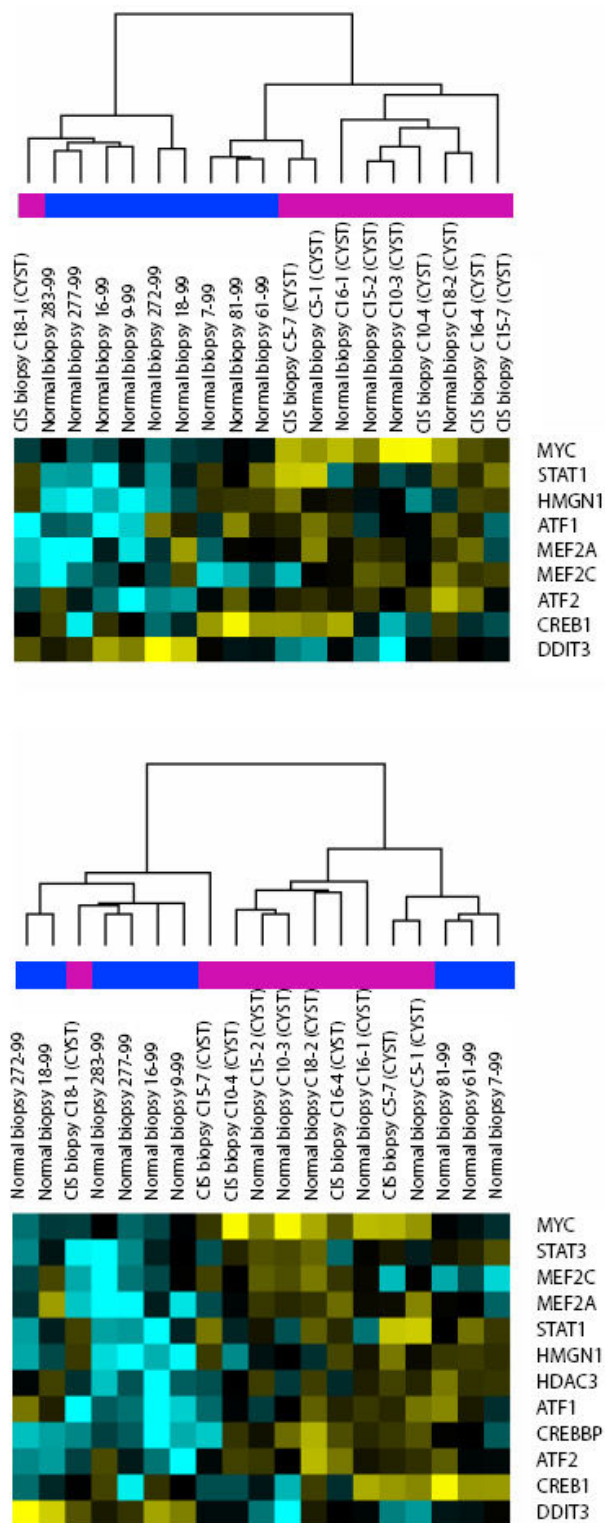 CIS biopsy C18-1 (CYST)
Normal biopsy 283-99
Normal biopsy 277-99
Normal biopsy 16-99
Normal biopsy 9-99
Normal biopsy 272-99
Normal biopsy 18-99
Normal biopsy 7-99
Normal biopsy 81-99
Normal biopsy 61-99
CIS biopsy C5-7 (CYST)
Normal biopsy C5-1 (CYST)
Normal biopsy C16-1 (CYST)
Normal biopsy C15-2 (CYST)
Normal biopsy C10-3 (CYST)
CIS biopsy C10-4 (CYST)
Normal biopsy C18-2 (CYST)
CIS biopsy C16-4 (CYST)
CIS biopsy C15-7 (CYST)
MYC
STAT1
HMGN1
ATF1
MEF2A
MEF2C
ATF2
CREB1
DDIT3
Normal biopsy 272-99
Normal biopsy 18-99
CIS biopsy C18-1 (CYST)
Normal biopsy 283-99
Normal biopsy 277-99
Normal biopsy 16-99
Normal biopsy 9-99
CIS biopsy C15-7 (CYST)
CIS biopsy C10-4 (CYST)
Normal biopsy C15-2 (CYST)
Normal biopsy C10-3 (CYST)
Normal biopsy C18-2 (CYST)
CIS biopsy C16-4 (CYST)
Normal biopsy C16-1 (CYST)
CIS biopsy C5-7 (CYST)
Normal biopsy C5-1 (CYST)
Normal biopsy 81-99
Normal biopsy 61-99
Normal biopsy 7-99
MYC
STAT3
MEF2C
MEF2A
STAT1
HMGN1
HDAC3
ATF1
CREBBP
ATF2
CREB1
DDIT3